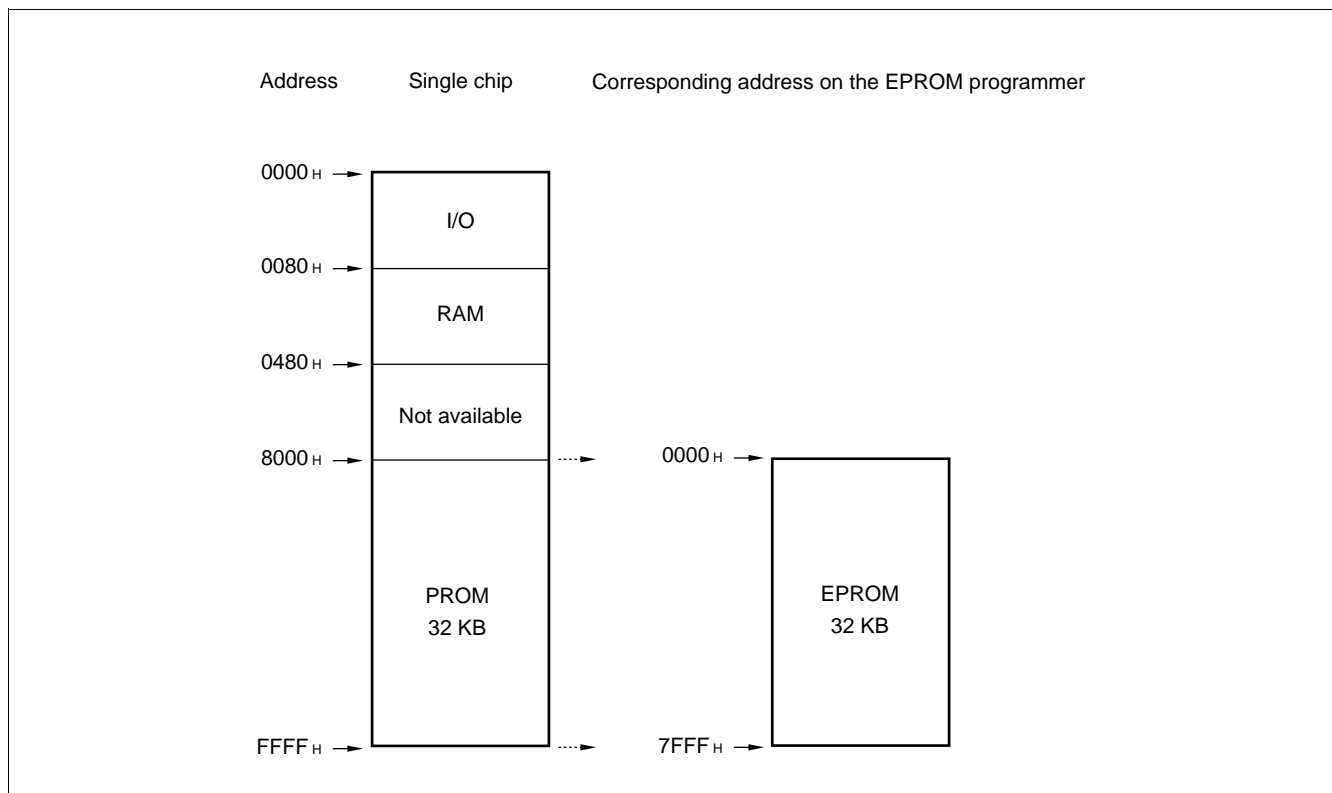 Address Single chip Corresponding address on the EPROM programmer
0000 H
I/O
0080 H
RAM
0480 H
Not available
8000 H 0000 H
PROM EPROM
32 KB 32 KB
FFFF H 7FFF H